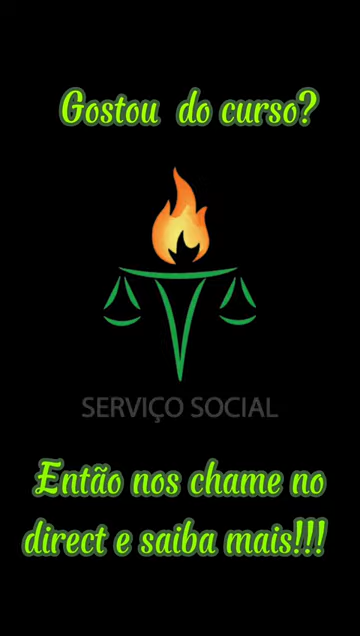 Gostou do curso?
SERVIÇO SOCIAL
Então nos chame no
direct e saiba mais!!!